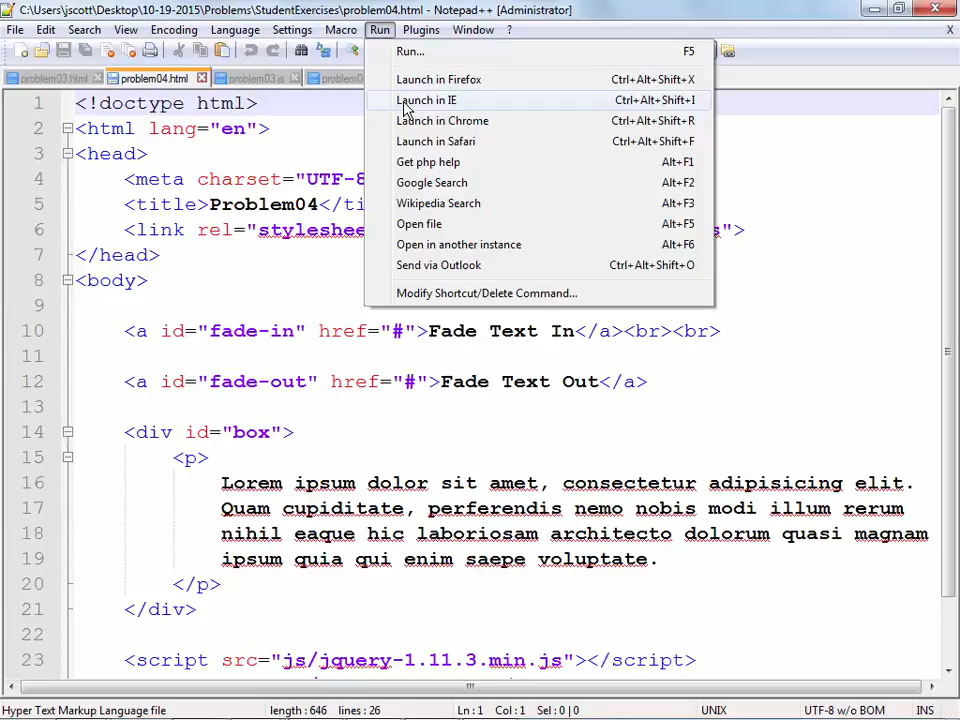 C:\Users\jscott\Desktop\10-19-2015\Problems\StudentExercises\problem04.html - Notepad++ [Administrator]
File Edit Search View Encoding Language Settings Macro Run Plugins Window ? X
problem03.html problem04.html problem03.js problem0
Run... F5
Launch in Firefox Ctrl+Alt+Shift+X
Launch in IE Ctrl+Alt+Shift+I
Launch in Chrome Ctrl+Alt+Shift+R
Launch in Safari Ctrl+Alt+Shift+F
Get php help Alt+F1
Google Search Alt+F2
Wikipedia Search Alt+F3
Open file Alt+F5
Open in another instance Alt+F6
Send via Outlook Ctrl+Alt+Shift+O
Modify Shortcut/Delete Command...
1 <!doctype html>
2 <html lang="en">
3 <head>
4 <meta charset="UTF-8
5 <title>Problem04</ti
6 <link rel="styleshee s">
7 </head>
8 <body>
9
10 <a id="fade-in" href="#">Fade Text In</a><br><br>
11
12 <a id="fade-out" href="#">Fade Text Out</a>
13
14 <div id="box">
15 <p>
16 Lorem ipsum dolor sit amet, consectetur adipisicing elit.
17 Quam cupiditate, perferendis nemo nobis modi illum rerum
18 nihil eaque hic laboriosam architecto dolorum quasi magnam
19 ipsum quia qui enim saepe voluptate.
20 </p>
21 </div>
22
23 <script src="js/jquery-1.11.3.min.js"></script>
Hyper Text Markup Language file length : 646 lines : 26 Ln : 1 Col : 1 Sel : 0 | 0 UNIX UTF-8 w/o BOM INS